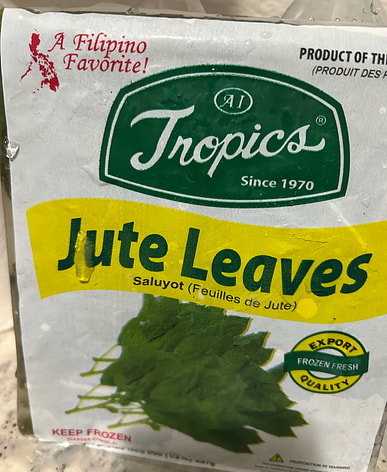 A Filipino
Favorite!
PRODUCT OF TH
(PRODUIT DES
AI
Tropics®
Since 1970
Jute Leaves
Saluyot (Feuilles de Jute)
EXPORT
FROZEN FRESH
QUALITY
KEEP FROZEN